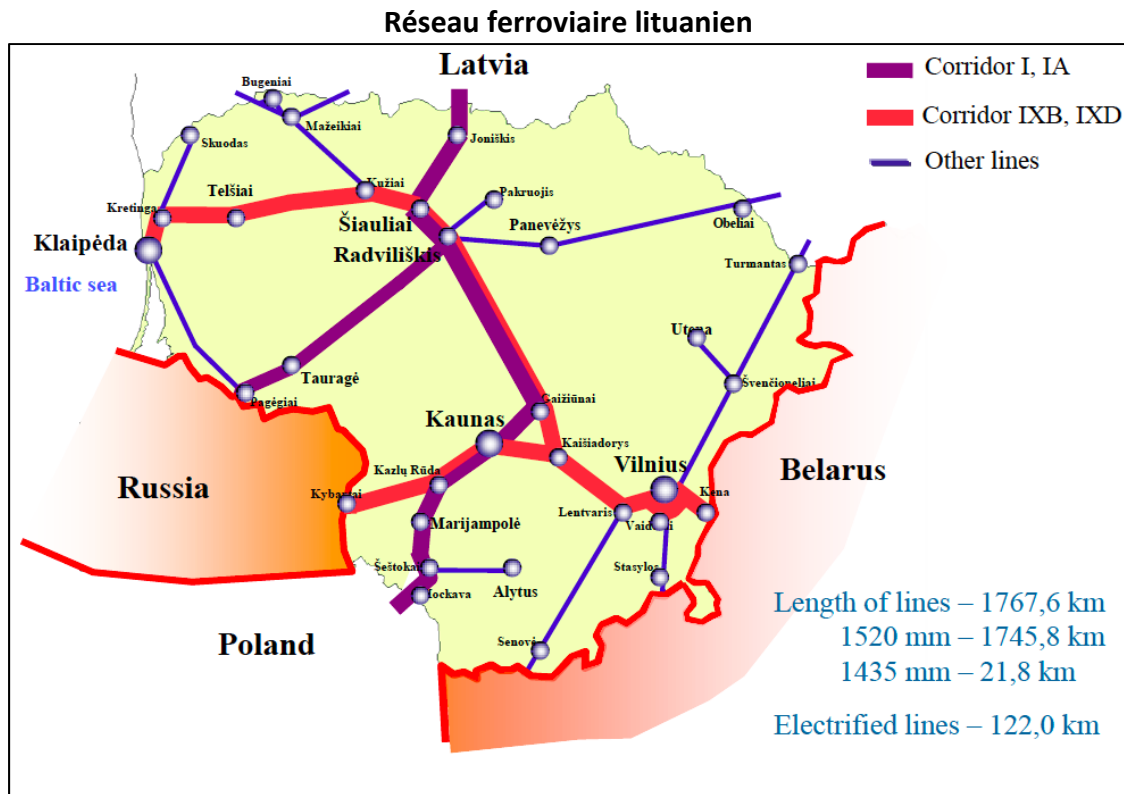 Réseau ferroviaire lituanien
Latvia
Corridor I, IA
Corridor IXB, IXD
Other lines
Bugeniai
Mažeikiai
Skuodas
Joniškis
Telšiai
Kužiai
Pakruojis
Kretinga
Šiauliai
Panevėžys
Obeliai
Klaipėda
Radviliškis
Turmantas
Baltic sea
Utena
Tauragė
Švenčioneliai
Pagėgiai
Gaižiūnai
Kaunas
Kaišiadorys
Vilnius
Belarus
Kazlų Rūda
Russia
Kybartai
Kena
Lentvaris
Marijampolė
Šeštokai
Alytus
Stasylos
Length of lines – 1767,6 km
1520 mm – 1745,8 km
1435 mm – 21,8 km
Poland
Senovė
Electrified lines – 122,0 km